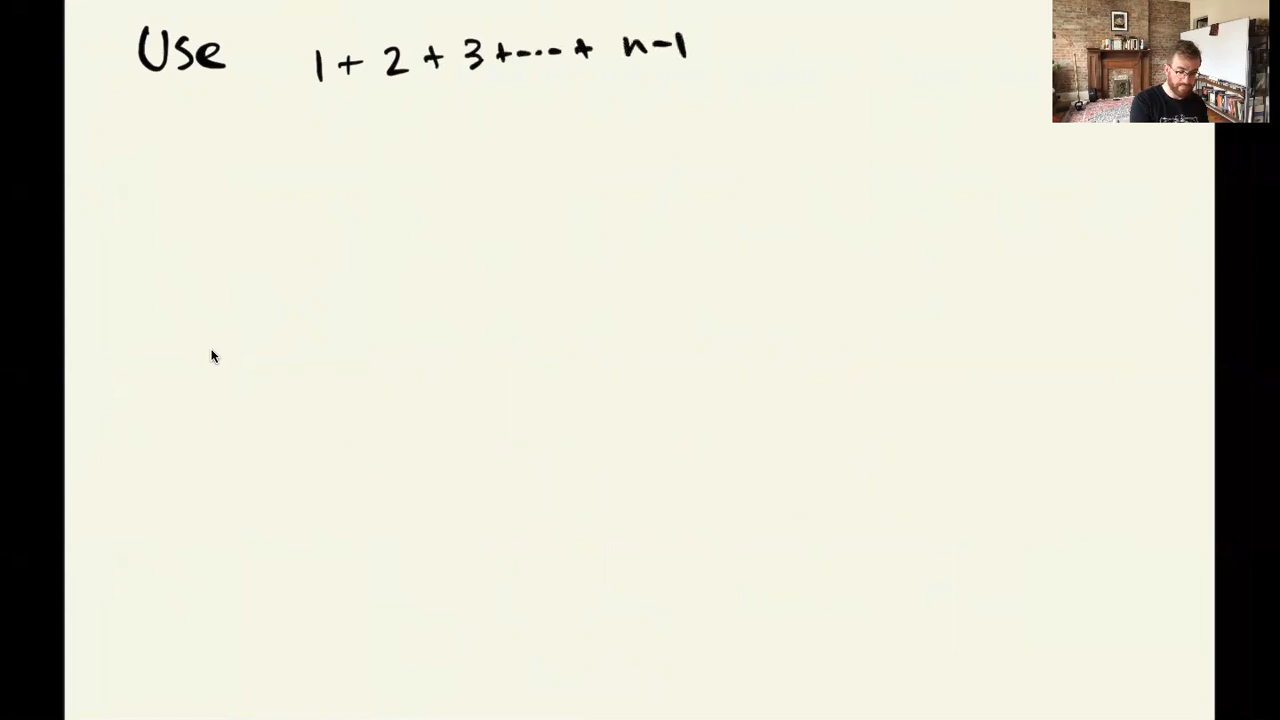 Use 1 + 2 + 3 + ... + n-1